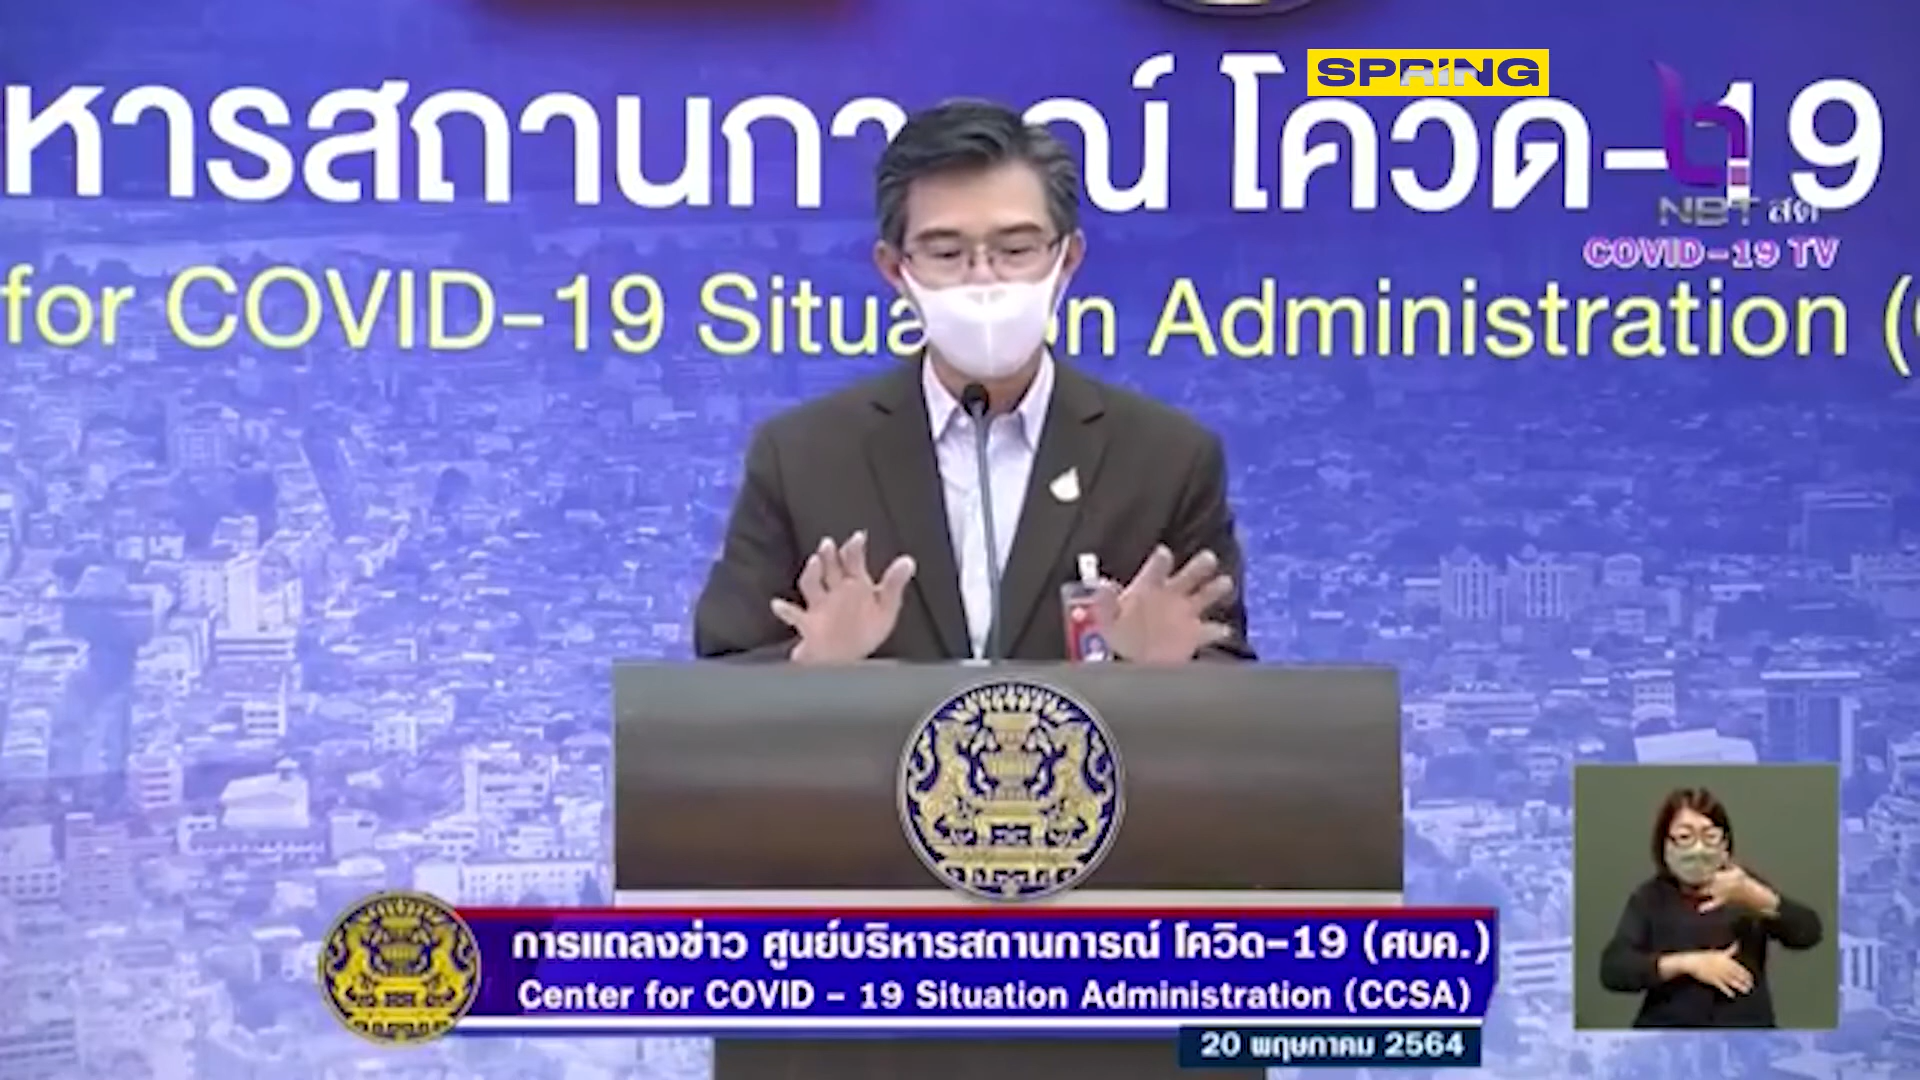 SPRING
หารสถานการณ์ โควิด-19
NBT สด
COVID-19 TV
for COVID-19 Situation Administration (
การแถลงข่าว ศูนย์บริหารสถานการณ์ โควิด-19 (ศบค.)
Center for COVID - 19 Situation Administration (CCSA)
20 พฤษภาคม 2564